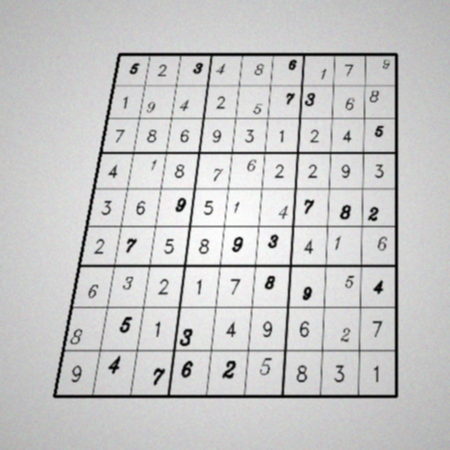 5 2 3 4 8 6 1 7 9
1 9 4 2 5 7 3 6 8
7 8 6 9 3 1 2 4 5
4 1 8 7 6 2 2 9 3
3 6 9 5 1 4 7 8 2
2 7 5 8 9 3 4 1 6
6 3 2 1 7 8 9 5 4
8 5 1 3 4 9 6 2 7
9 4 7 6 2 5 8 3 1